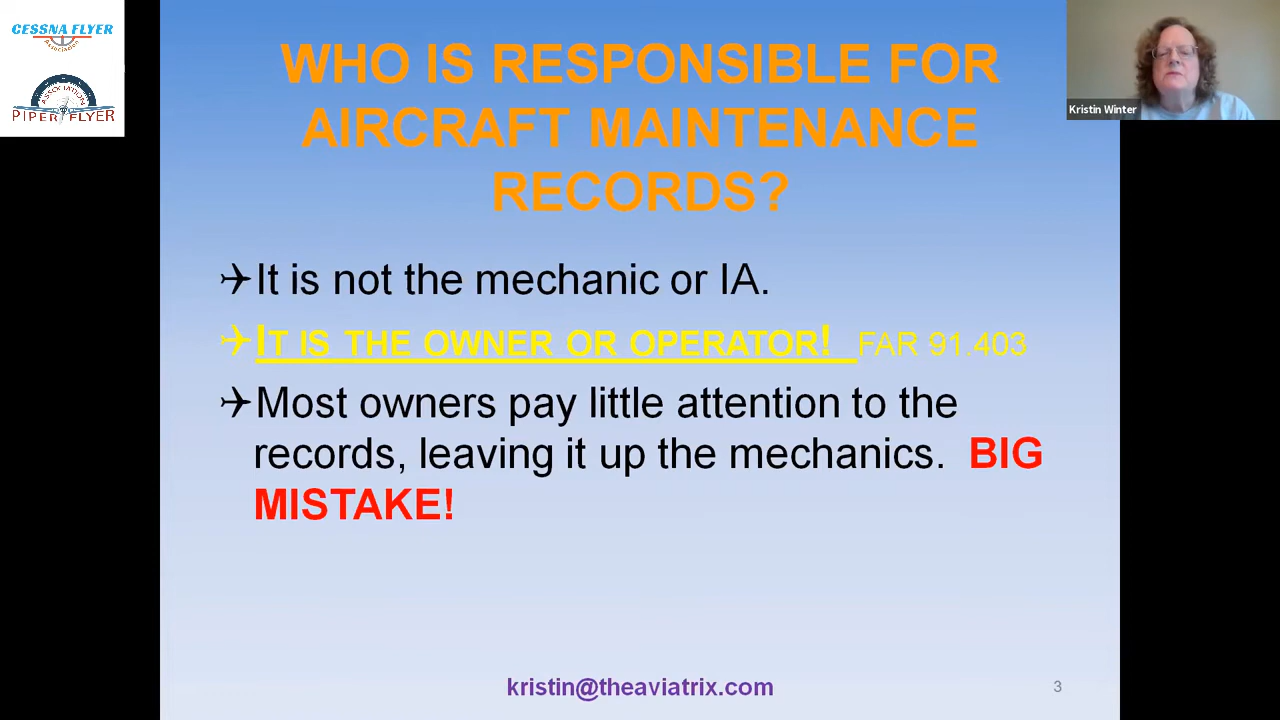 CESSNA FLYER
Association
ASSOCIATION
PIPER FLYER
WHO IS RESPONSIBLE FOR
AIRCRAFT MAINTENANCE
RECORDS?
Kristin Winter
✈It is not the mechanic or IA.
✈IT IS THE OWNER OR OPERATOR! FAR 91.403
✈Most owners pay little attention to the
records, leaving it up the mechanics. BIG
MISTAKE!
kristin@theaviatrix.com
3